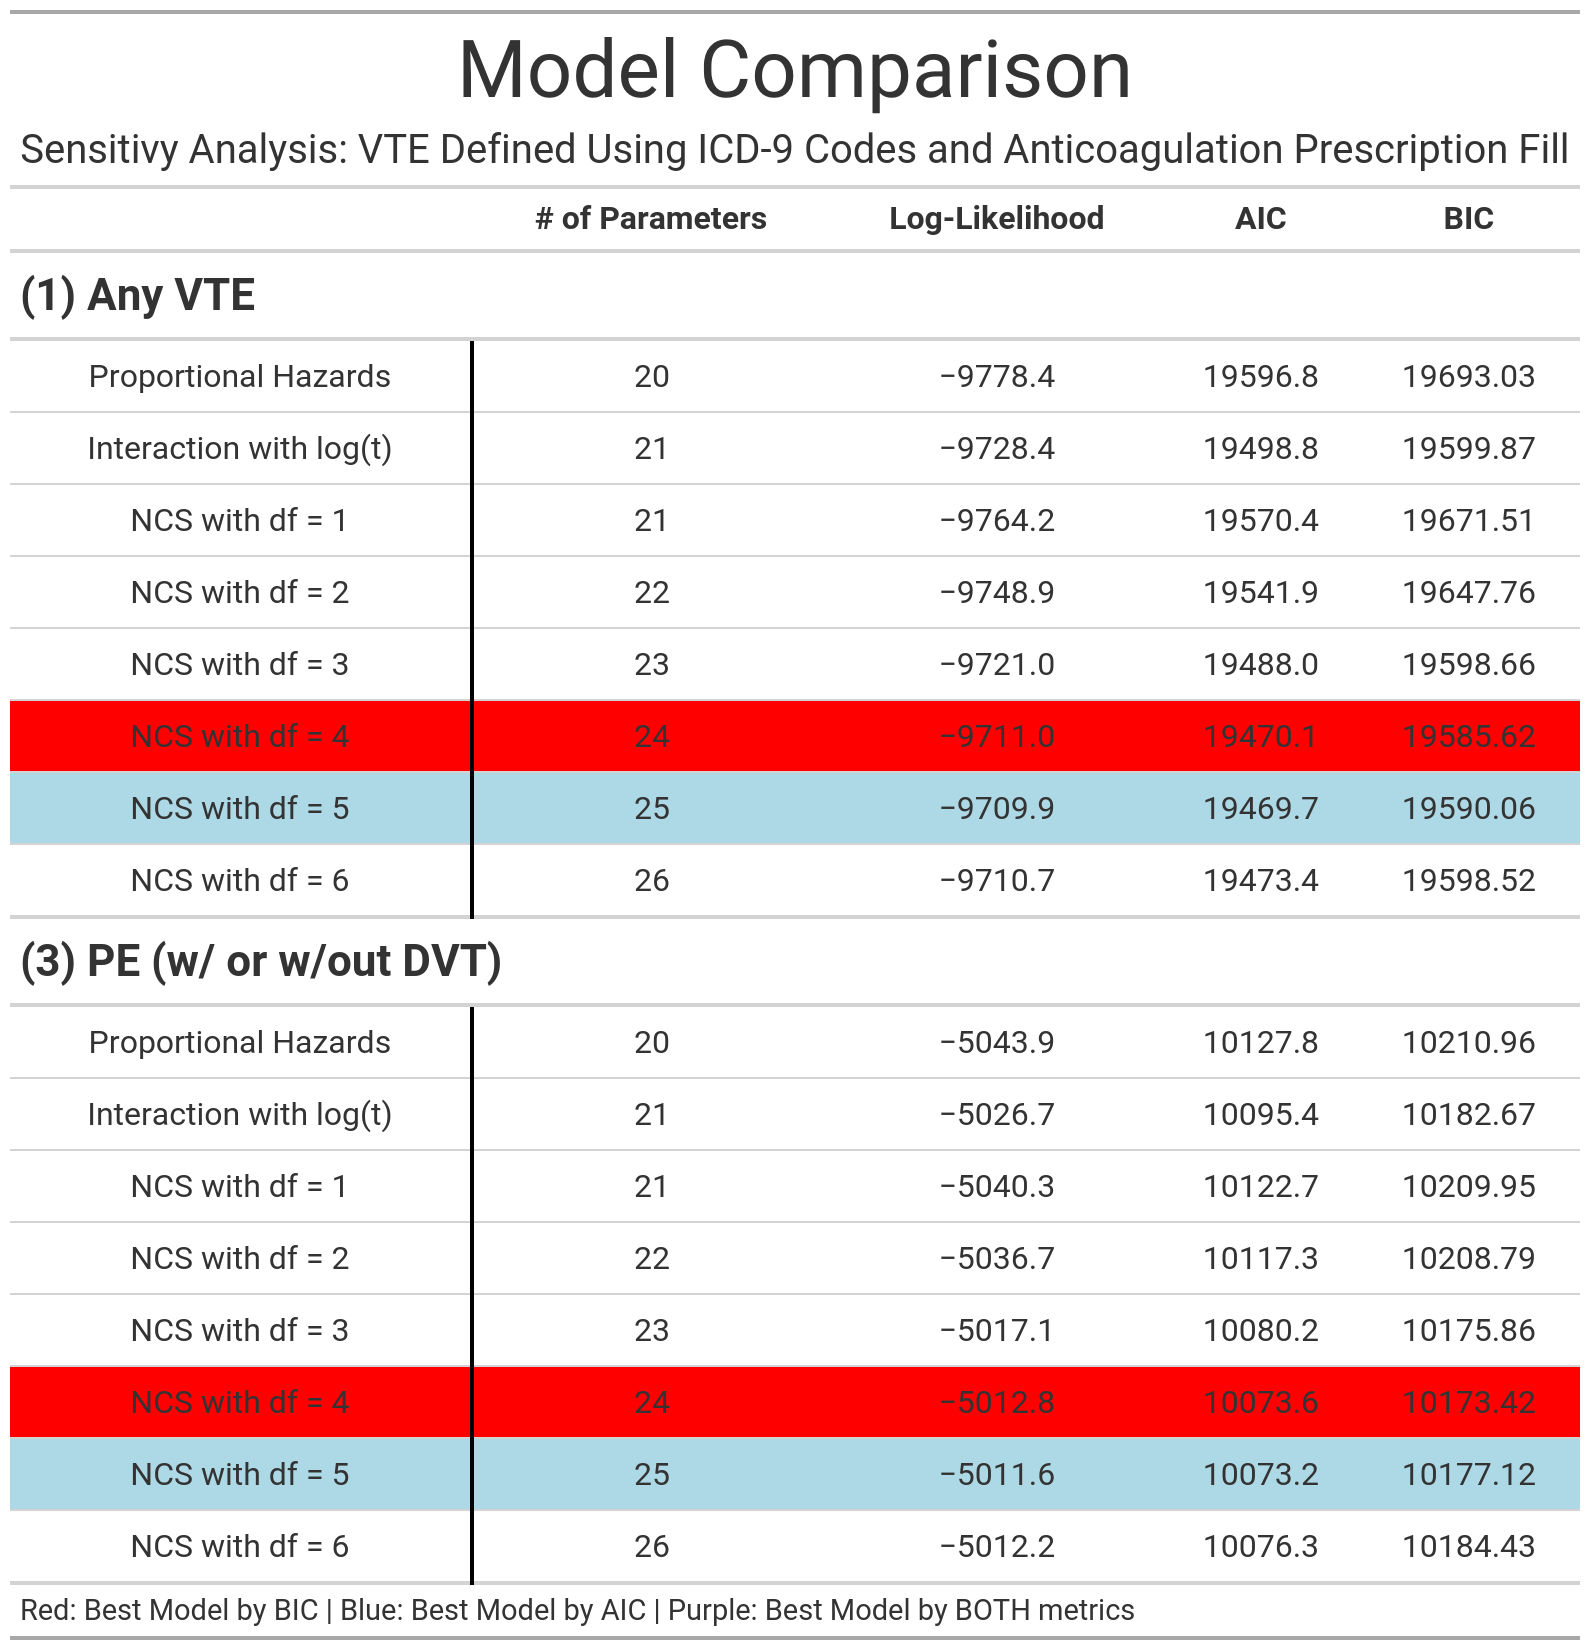 Model Comparison
Sensitivy Analysis: VTE Defined Using ICD-9 Codes and Anticoagulation Prescription Fill
# of Parameters Log-Likelihood AIC BIC
(1) Any VTE
Proportional Hazards 20 −9778.4 19596.8 19693.03
Interaction with log(t) 21 −9728.4 19498.8 19599.87
NCS with df = 1 21 −9764.2 19570.4 19671.51
NCS with df = 2 22 −9748.9 19541.9 19647.76
NCS with df = 3 23 −9721.0 19488.0 19598.66
NCS with df = 4 24 −9711.0 19470.1 19585.62
NCS with df = 5 25 −9709.9 19469.7 19590.06
NCS with df = 6 26 −9710.7 19473.4 19598.52
(3) PE (w/ or w/out DVT)
Proportional Hazards 20 −5043.9 10127.8 10210.96
Interaction with log(t) 21 −5026.7 10095.4 10182.67
NCS with df = 1 21 −5040.3 10122.7 10209.95
NCS with df = 2 22 −5036.7 10117.3 10208.79
NCS with df = 3 23 −5017.1 10080.2 10175.86
NCS with df = 4 24 −5012.8 10073.6 10173.42
NCS with df = 5 25 −5011.6 10073.2 10177.12
NCS with df = 6 26 −5012.2 10076.3 10184.43
Red: Best Model by BIC | Blue: Best Model by AIC | Purple: Best Model by BOTH metrics